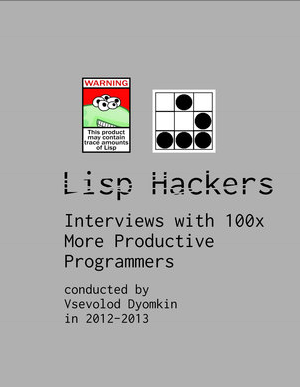 WARNING
This product
may contain
trace amounts
of Lisp
Lisp Hackers
Interviews with 100x
More Productive
Programmers
conducted by
Vsevolod Dyomkin
in 2012-2013